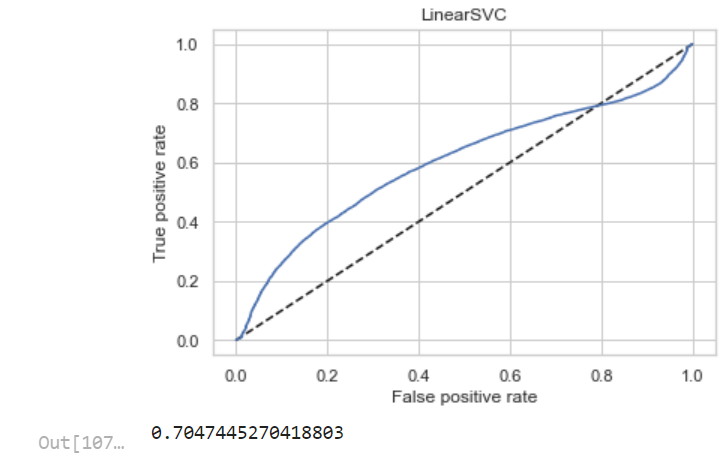 LinearSVC
1.0
0.8
0.6
0.4
0.2
0.0
True positive rate
0.0 0.2 0.4 0.6 0.8 1.0
False positive rate
Out[107… 0.7047445270418803